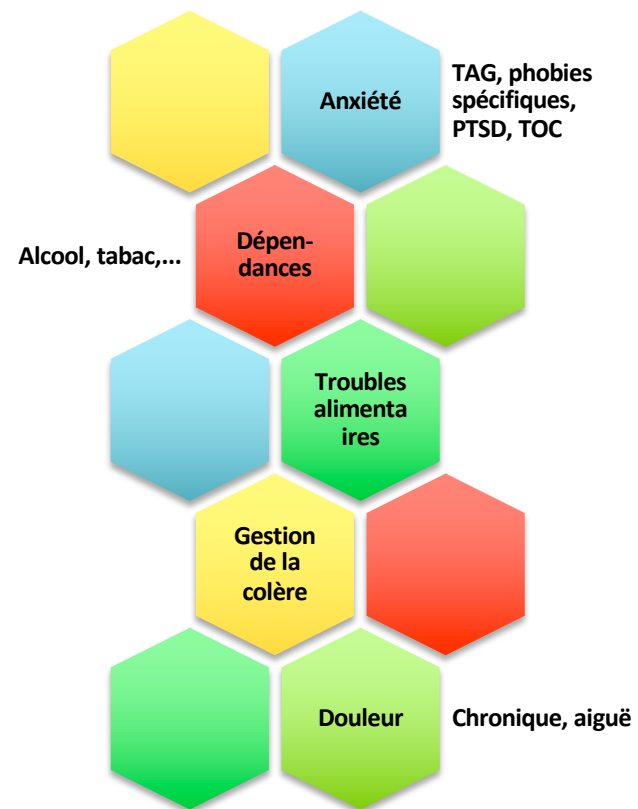 Anxiété
TAG, phobies
spécifiques,
PTSD, TOC
Alcool, tabac,...
Dépen-
dances
Troubles
alimenta
ires
Gestion
de la
colère
Douleur
Chronique, aiguë